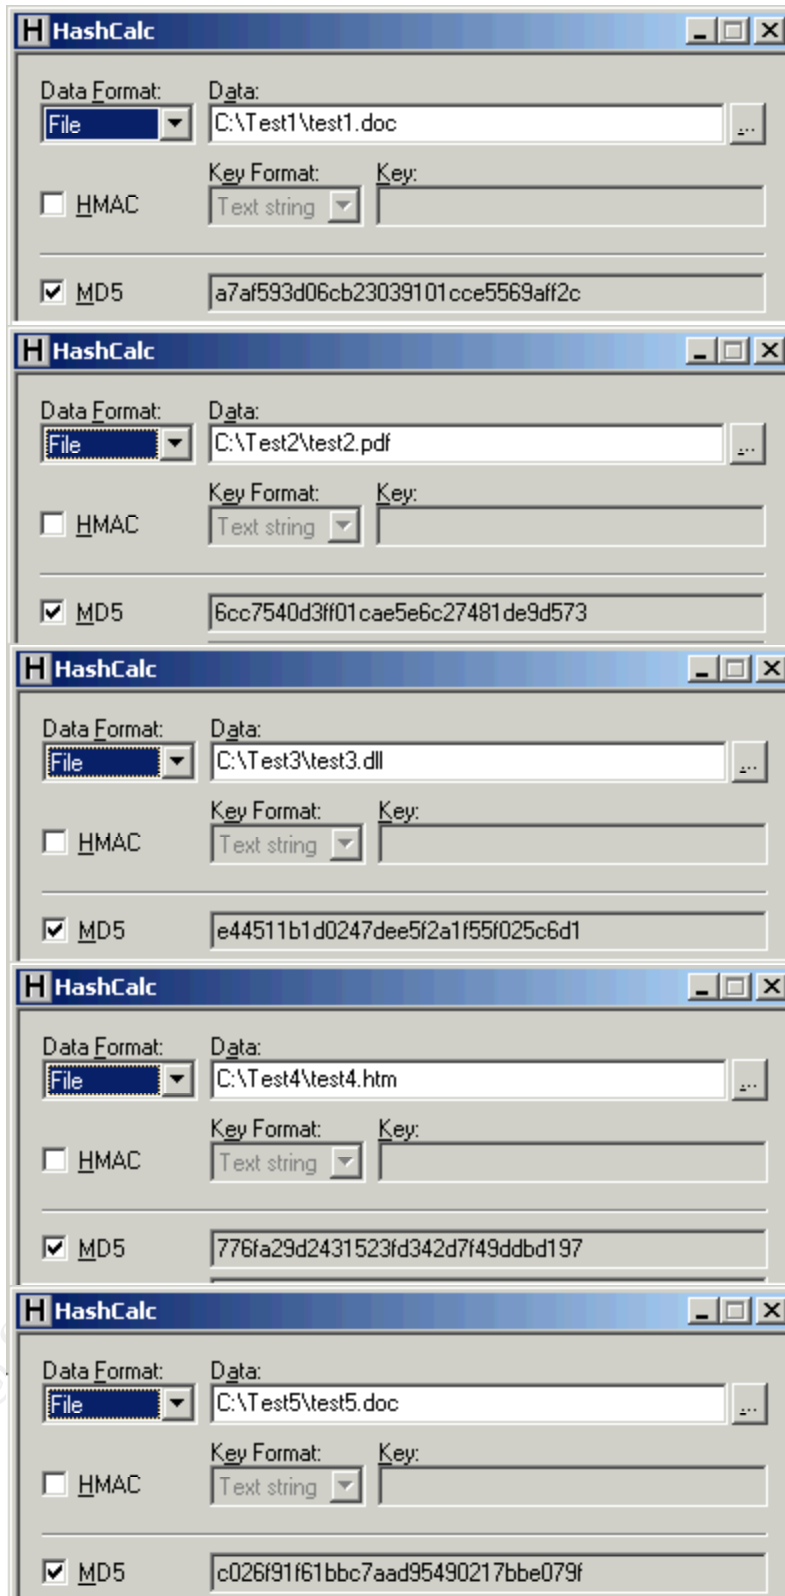 HashCalc
Data Format: Data:
File C:\Test1\test1.doc ...
Key Format: Key:
HMAC Text string
MD5 a7af593d06cb23039101cce5569aff2c
HashCalc
Data Format: Data:
File C:\Test2\test2.pdf ...
Key Format: Key:
HMAC Text string
MD5 6cc7540d3ff01cae5e6c27481de9d573
HashCalc
Data Format: Data:
File C:\Test3\test3.dll ...
Key Format: Key:
HMAC Text string
MD5 e44511b1d0247dee5f2a1f55f025c6d1
HashCalc
Data Format: Data:
File C:\Test4\test4.htm ...
Key Format: Key:
HMAC Text string
MD5 776fa29d2431523fd342d7f49ddbd197
HashCalc
Data Format: Data:
File C:\Test5\test5.doc ...
Key Format: Key:
HMAC Text string
MD5 c026f91f61bbc7aad95490217bbe079f